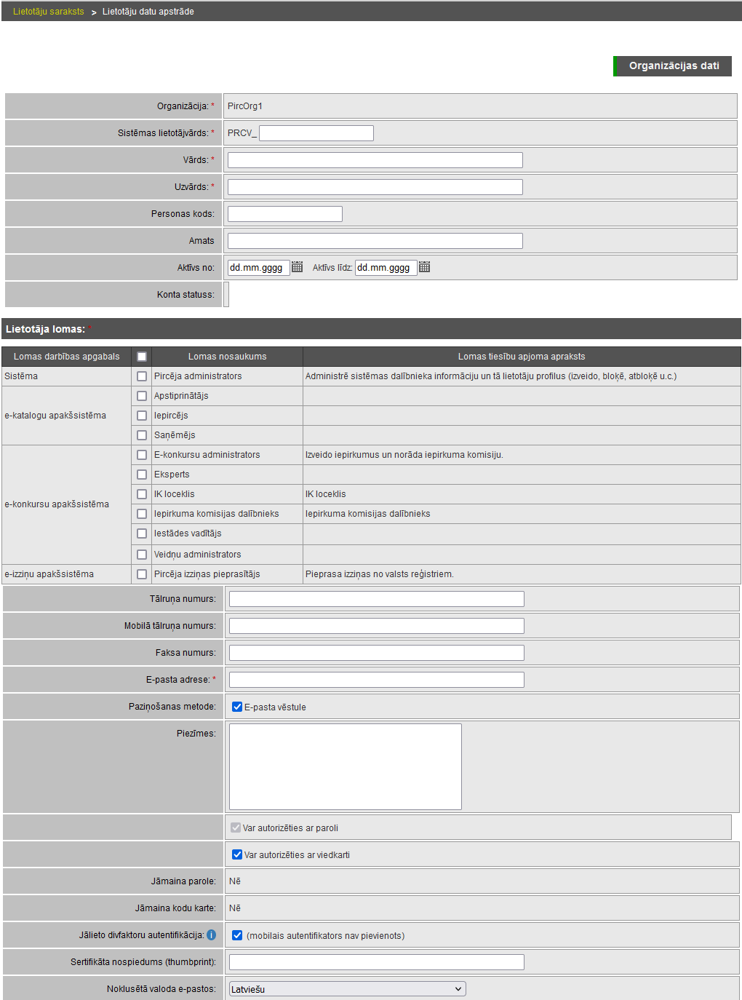 Lietotāju saraksts > Lietotāju datu apstrāde
Organizācijas dati
Organizācija: * PircOrg1
Sistēmas lietotājvārds: * PRCV_
Vārds: *
Uzvārds: *
Personas kods:
Amats
Aktīvs no: dd.mm.gggg Aktīvs līdz: dd.mm.gggg
Konta statuss:
Lietotāja lomas: *
Lomas darbības apgabals Lomas nosaukums Lomas tiesību apjoma apraksts
Sistēma Pircēja administrators Administrē sistēmas dalībnieka informāciju un tā lietotāju profilus (izveido, bloķē, atbloķē u.c.)
Apstiprinātājs
e-katalogu apakšsistēma Iepircējs
Saņēmējs
E-konkursu administrators Izveido iepirkumus un norāda iepirkuma komisiju.
Eksperts
IK loceklis IK loceklis
e-konkursu apakšsistēma
Iepirkuma komisijas dalībnieks Iepirkuma komisijas dalībnieks
Iestādes vadītājs
Veidņu administrators
e-izziņu apakšsistēma Pircēja izziņas pieprasītājs Pieprasa izziņas no valsts reģistriem.
Tālruņa numurs:
Mobilā tālruņa numurs:
Faksa numurs:
E-pasta adrese: *
Paziņošanas metode: E-pasta vēstule
Piezīmes:
Var autorizēties ar paroli
Var autorizēties ar viedkarti
Jāmaina parole: Nē
Jāmaina kodu karte: Nē
Jālieto divfaktoru autentifikācija: i (mobilais autentifikators nav pievienots)
Sertifikāta nospiedums (thumbprint):
Noklusētā valoda e-pastos: Latviešu